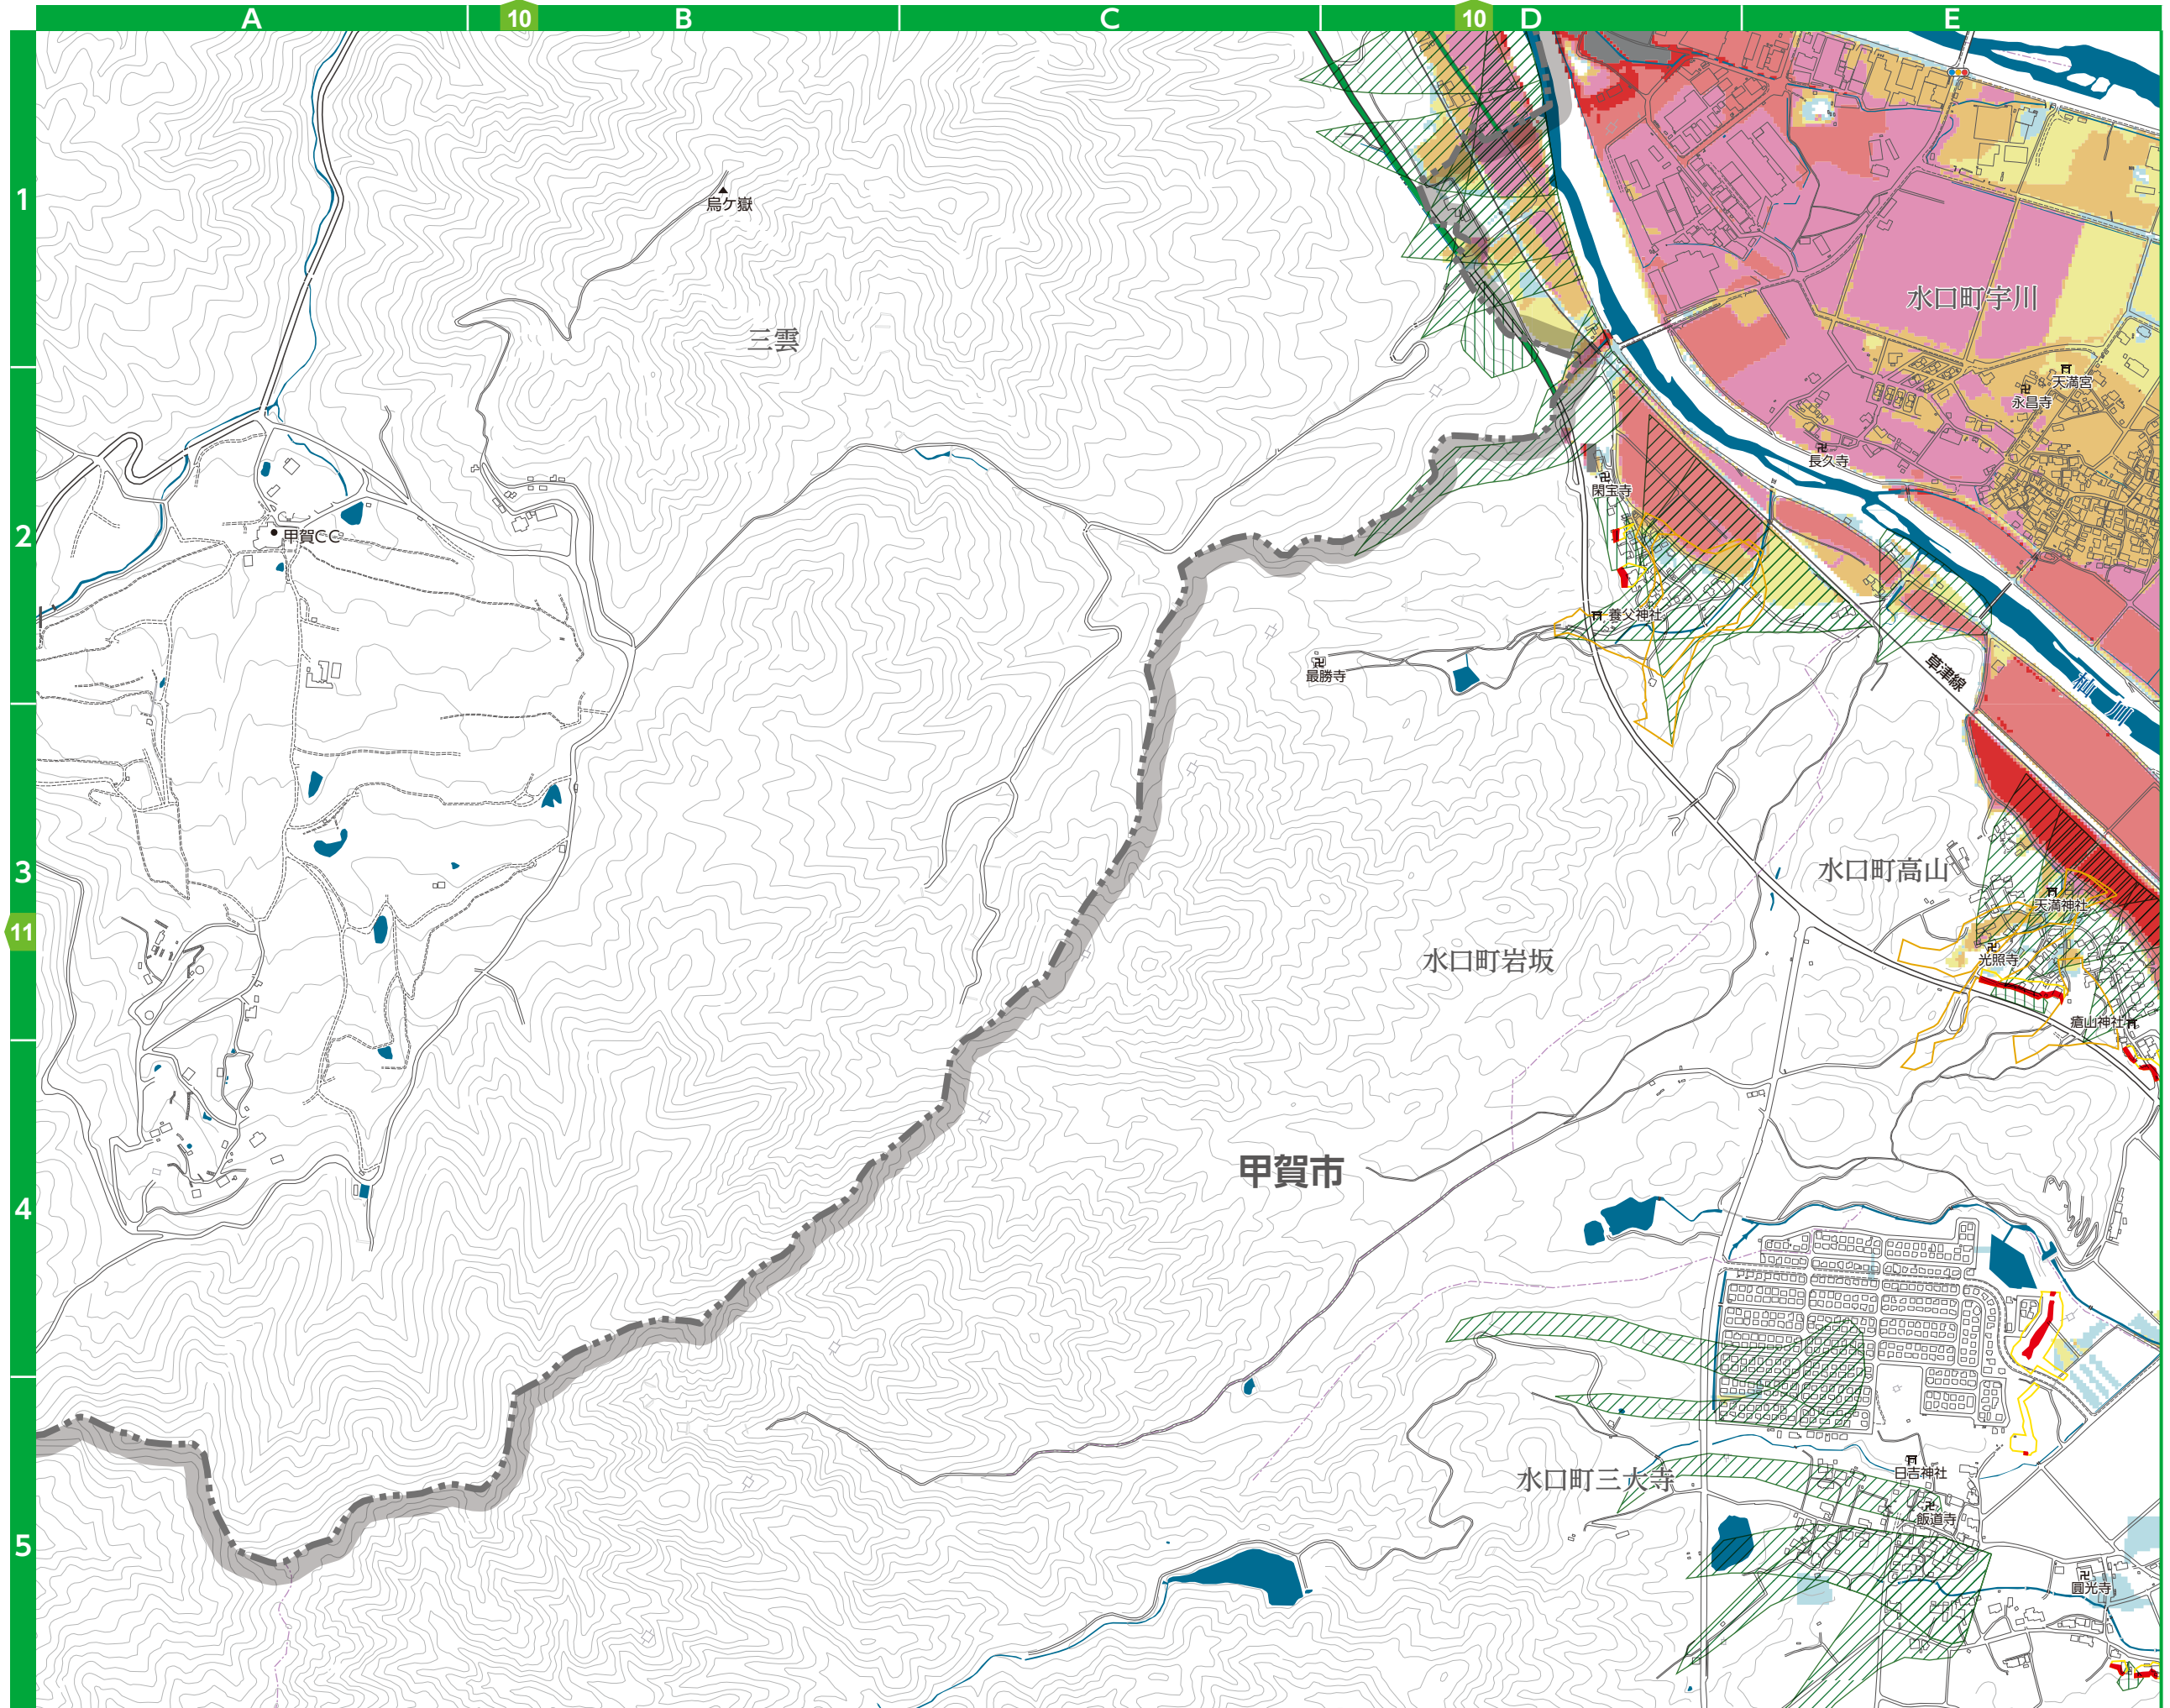 A
10
B
C
10
D
E
1
2
3
11
4
5
烏ケ嶽
三雲
水口町宇川
天満宮
永昌寺
長久寺
閑宝寺
甲賀CC
養父神社
最勝寺
草津線
杣川
水口町高山
天満神社
水口町岩坂
光照寺
瘡山神社
甲賀市
水口町三大寺
日吉神社
飯道寺
圓光寺